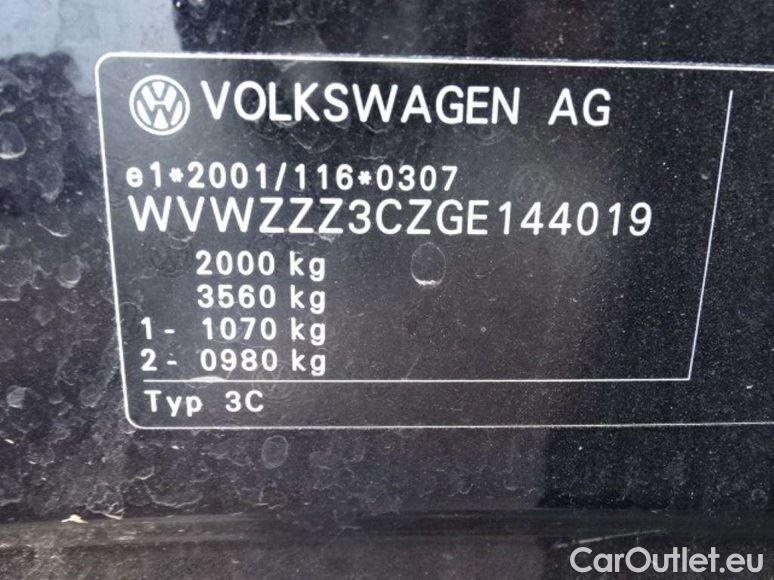 VOLKSWAGEN AG
e1*2001/116*0307
WVWZZZ3CZGE144019
2000 kg
3560 kg
1- 1070 kg
2- 0980 kg
Typ 3C
CarOutlet.eu